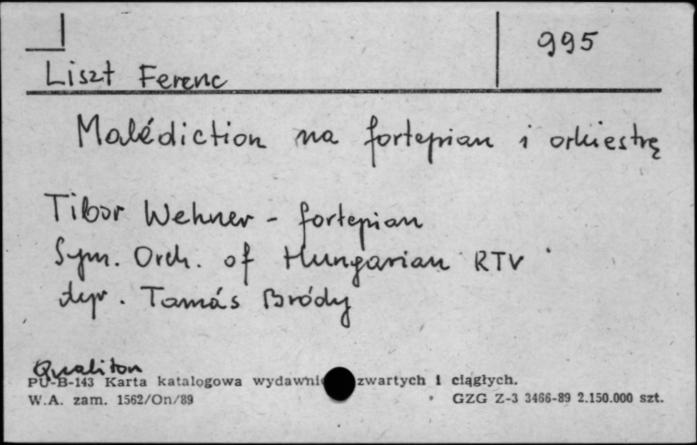 995
Liszt Ferenc
Malédiction na fortepian i orkiestrę
Tibor Wehner - fortepian
Sym. Orch. of Hungarian RTV
dyr. Tamás Bródy
Qualiton
PU-B-143 Karta katalogowa wydawni zwartych i ciągłych.
W.A. zam. 1562/On/89 GZG Z-3 3466-89 2.150.000 szt.